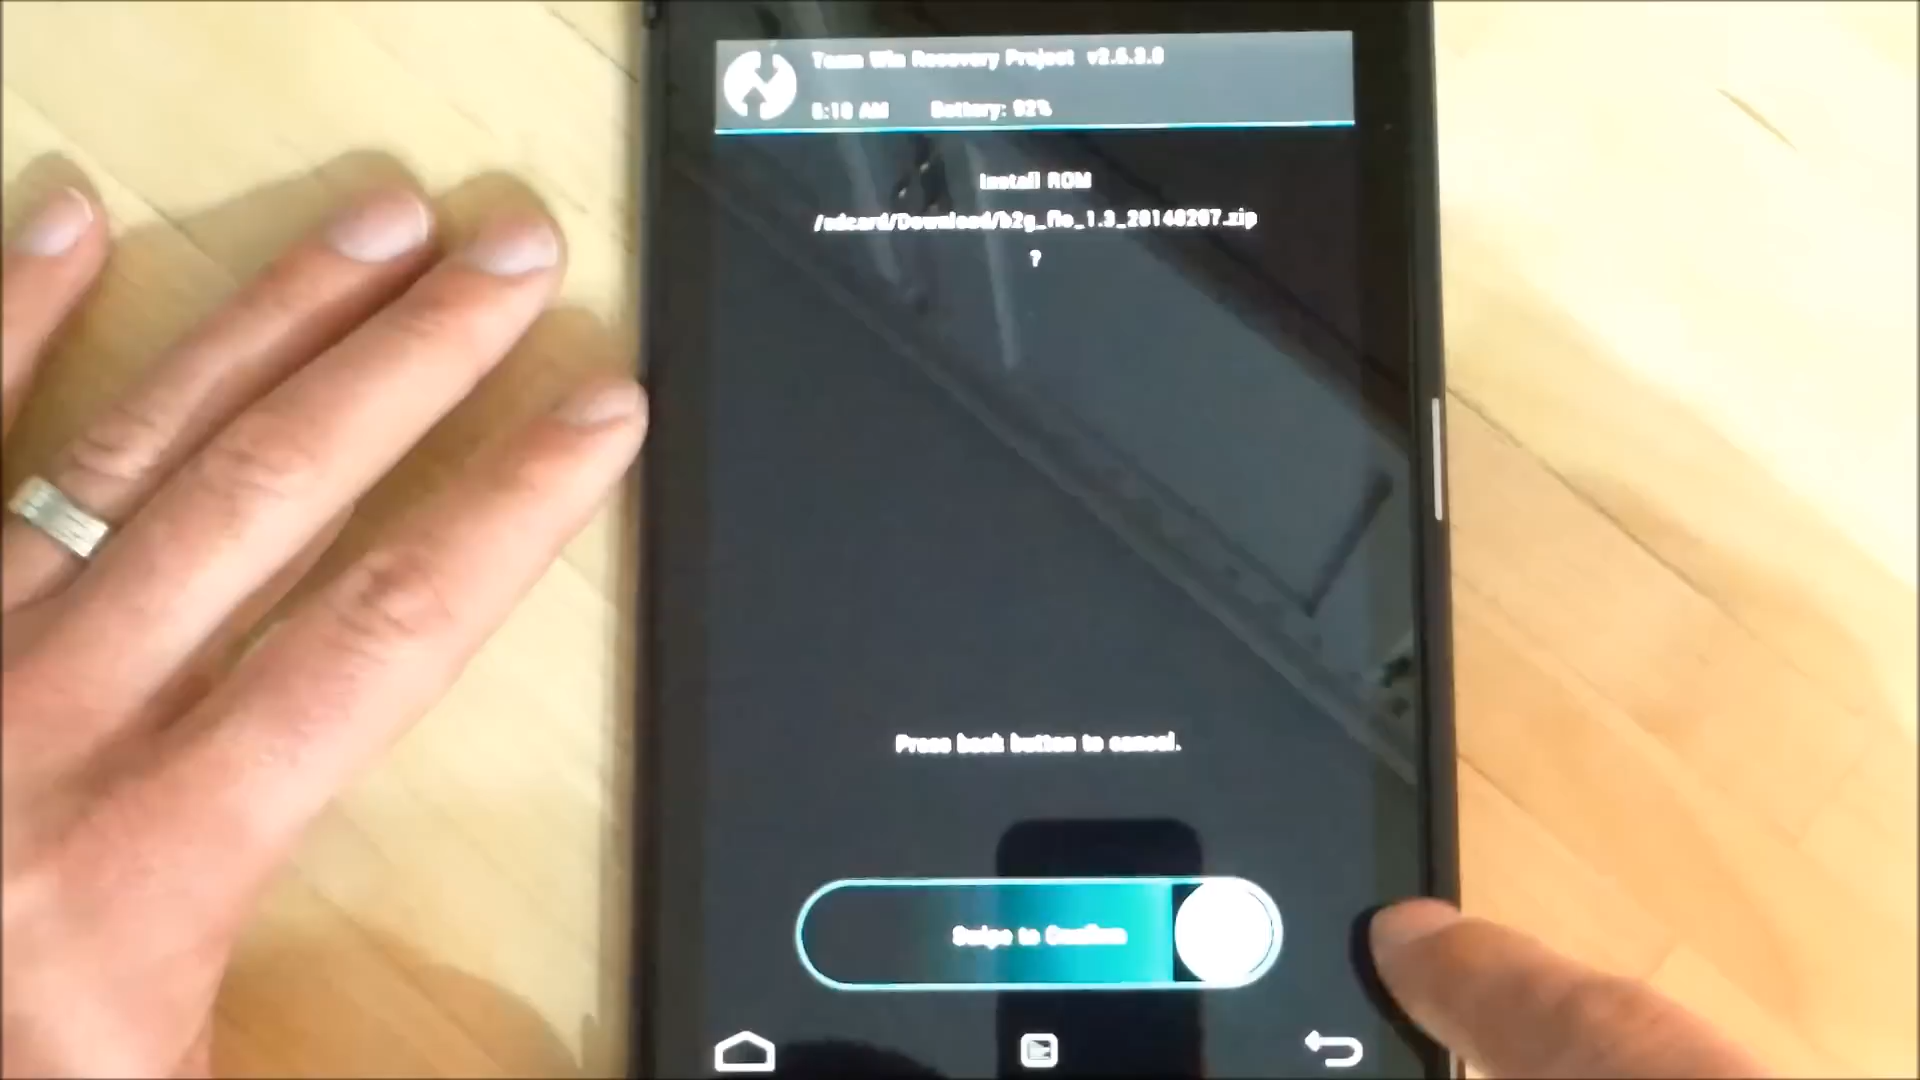 Team Win Recovery Project v2.6.3.0
Battery: 92%
Install ROM
/sdcard/Download/b2g_flo_1.3_20140207.zip
?
Press back button to cancel.
Swipe to Confirm